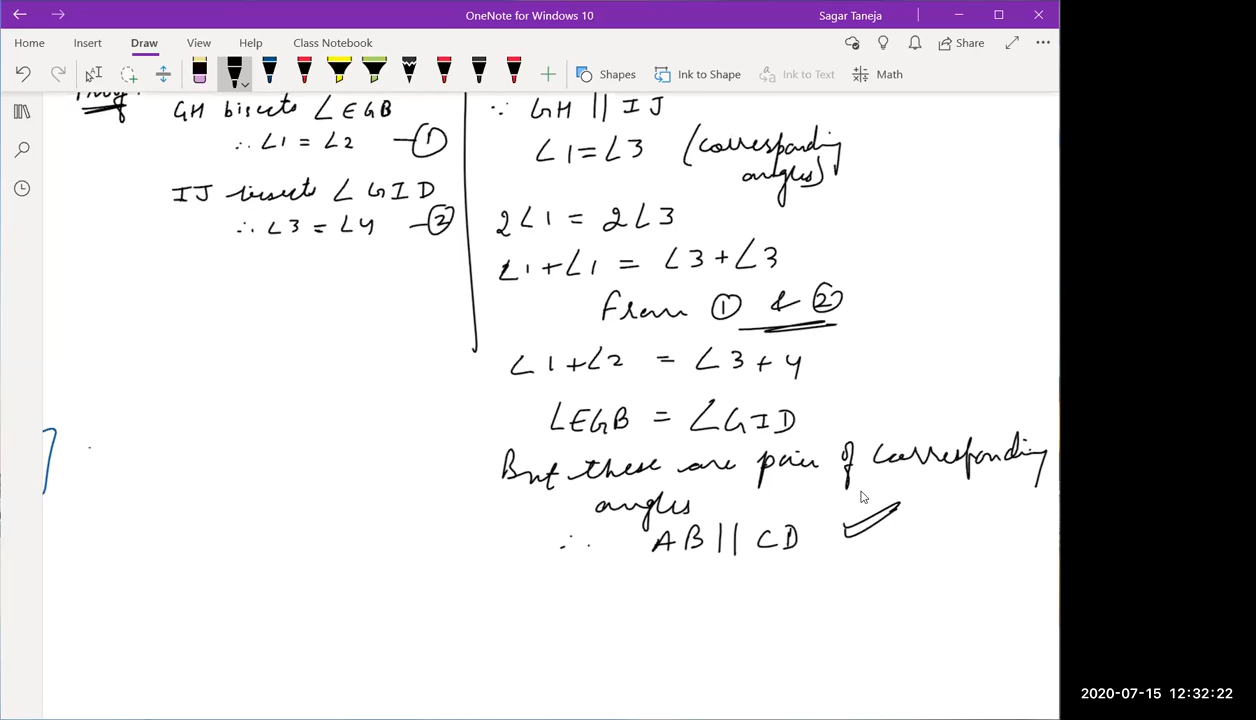 OneNote for Windows 10
Sagar Taneja
Home Insert Draw View Help Class Notebook
Share
Shapes Ink to Shape Ink to Text Math
GH bisects ∠EGB
∴ ∠1 = ∠2 —①
IJ bisects ∠GID
∴ ∠3 = ∠4 —②
∵ GH || IJ
∠1 = ∠3 (corresponding
angles)
2∠1 = 2∠3
∠1+∠1 = ∠3+∠3
From ① & ②
∠1+∠2 = ∠3+4
∠EGB = ∠GID
But these are pair of corresponding
angles
∴ AB || CD
2020-07-15 12:32:22